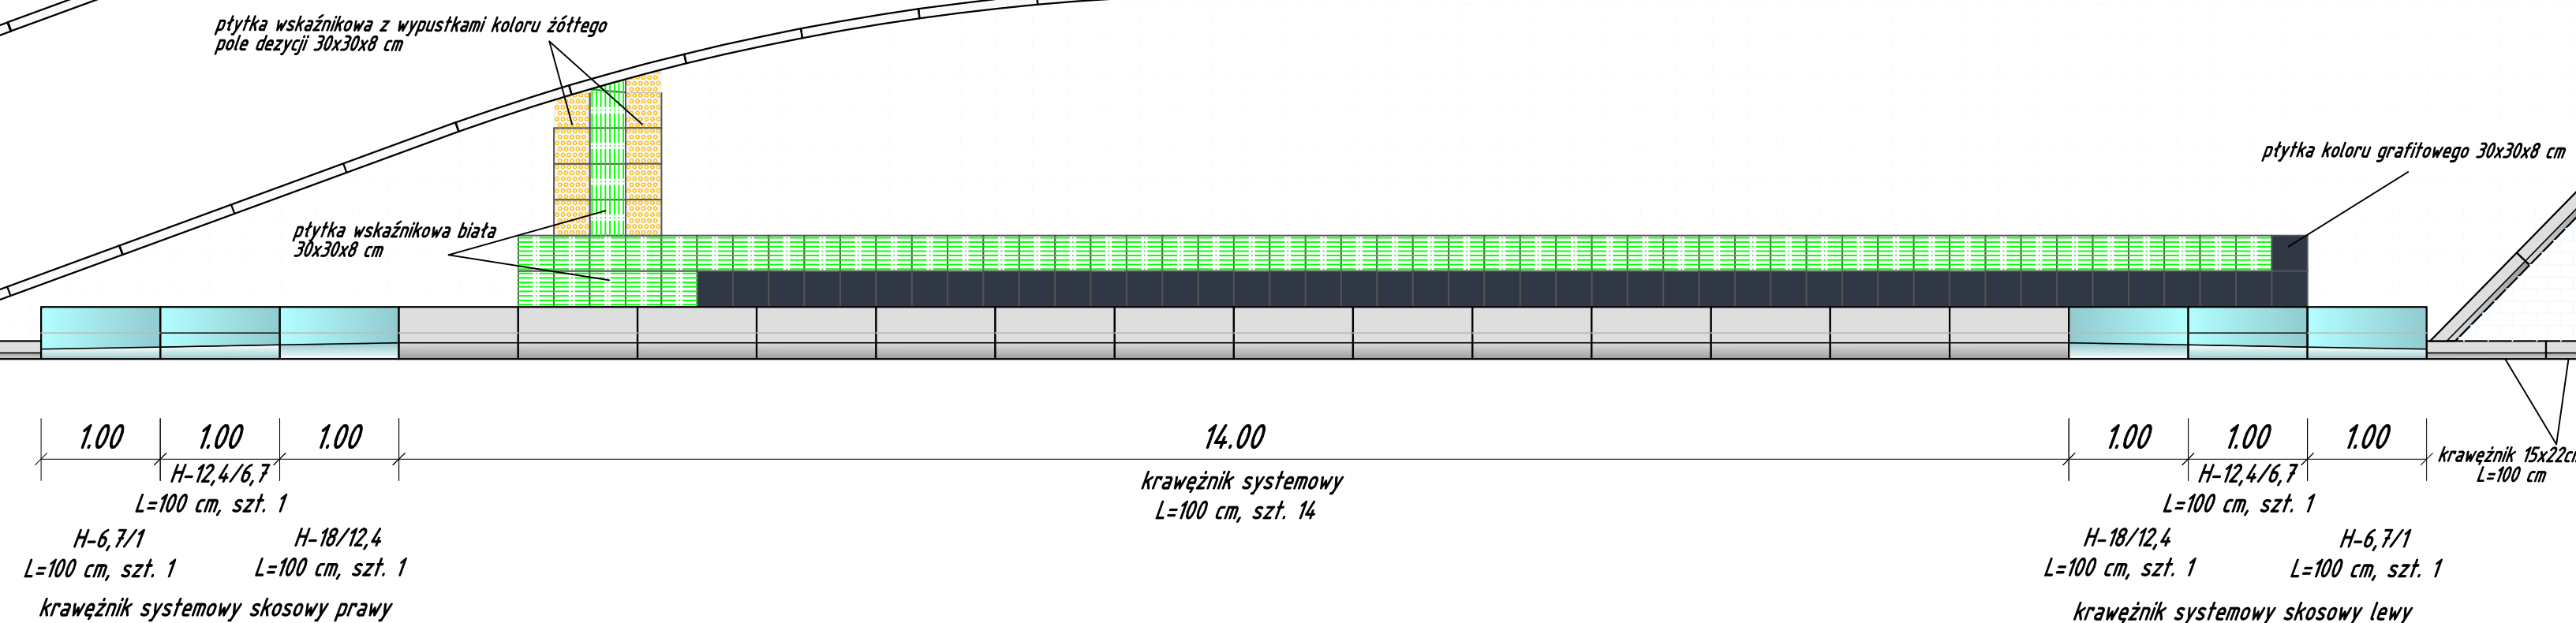 płytka wskaźnikowa z wypustkami koloru żółtego
pole dezycji 30x30x8 cm
płytka koloru grafitowego 30x30x8 cm
płytka wskaźnikowa biała
30x30x8 cm
1.00
1.00
1.00
14.00
1.00
1.00
1.00
H-12,4/6,7
L=100 cm, szt. 1
H-6,7/1
L=100 cm, szt. 1
H-18/12,4
L=100 cm, szt. 1
krawężnik systemowy skosowy prawy
krawężnik systemowy
L=100 cm, szt. 14
H-12,4/6,7
L=100 cm, szt. 1
H-18/12,4
L=100 cm, szt. 1
H-6,7/1
L=100 cm, szt. 1
krawężnik systemowy skosowy lewy
krawężnik 15x22c
L=100 cm